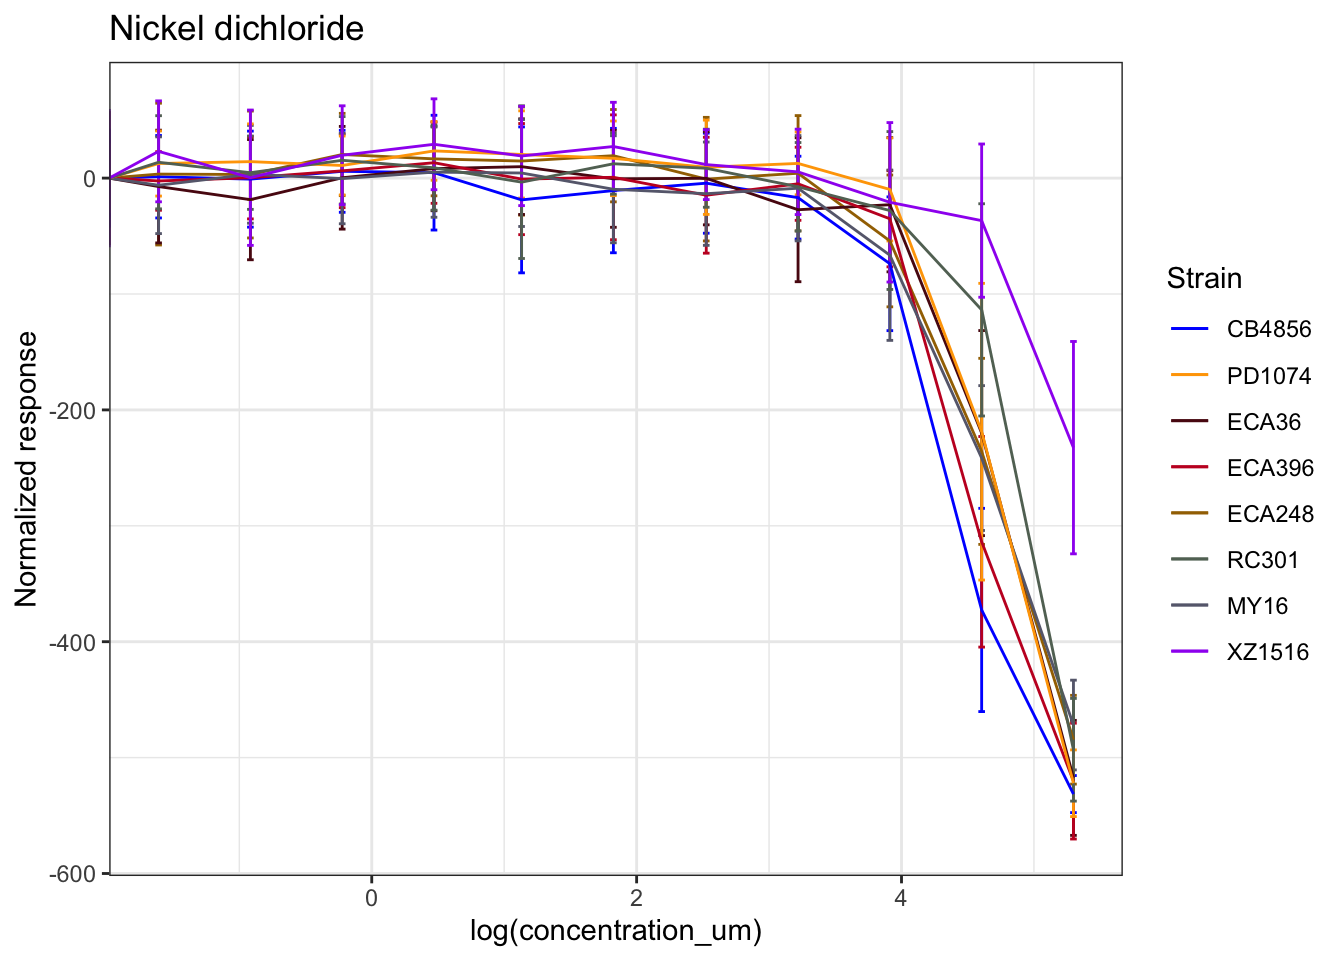 Nickel dichloride
Normalized response
0
-200
-400
-600
0
2
4
log(concentration_um)
Strain
CB4856
PD1074
ECA36
ECA396
ECA248
RC301
MY16
XZ1516